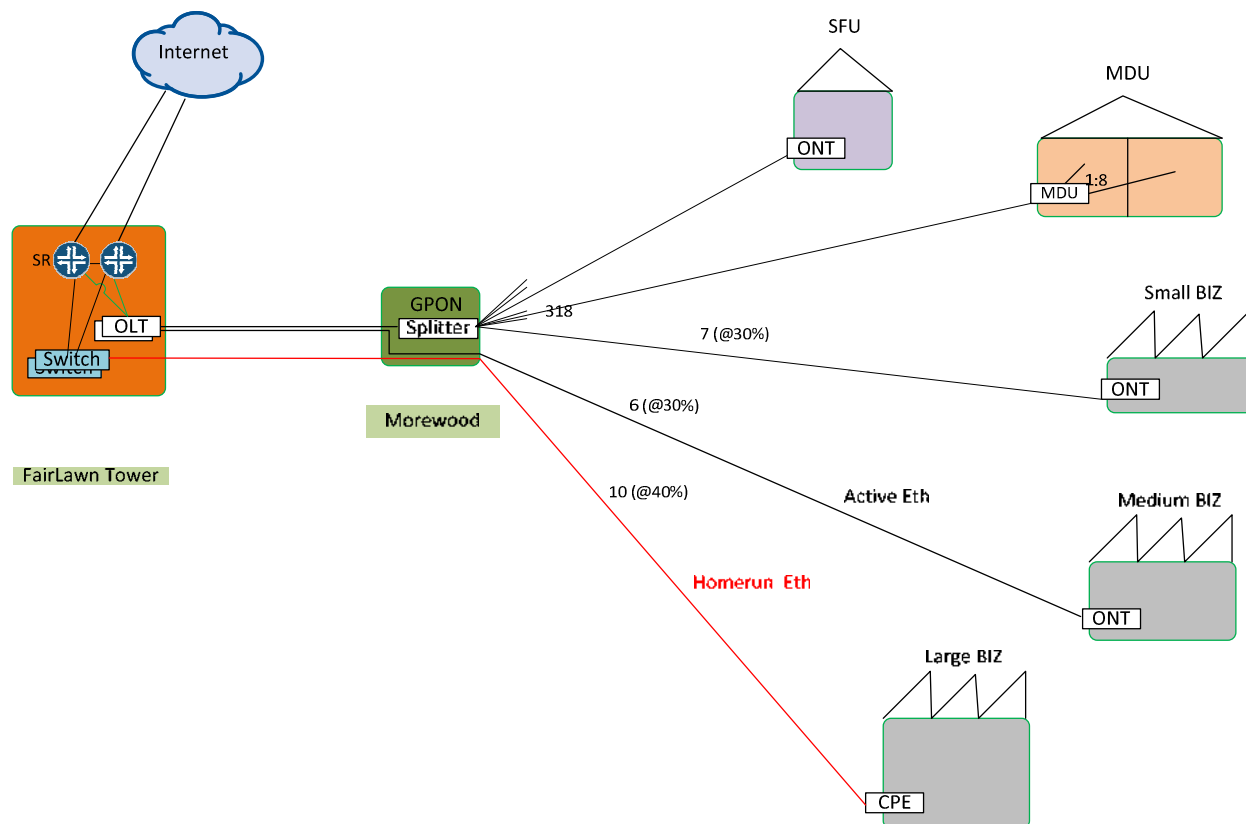 Internet
SFU
MDU
ONT
MDU
1:8
SR
OLT
Switch
Switch
GPON
Splitter
318
Small BIZ
ONT
7 (@30%)
6 (@30%)
Morewood
FairLawn Tower
10 (@40%)
Active Eth
Medium BIZ
Homerun Eth
ONT
Large BIZ
CPE